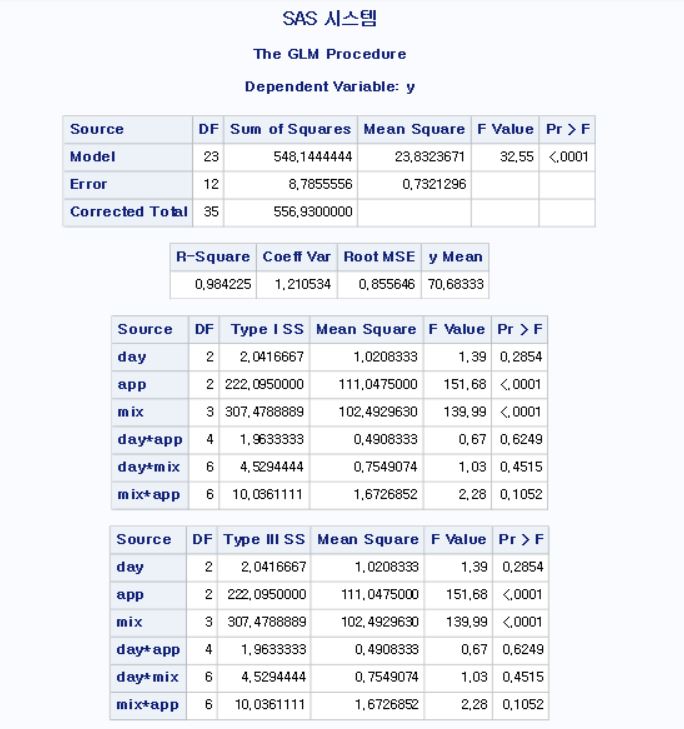 SAS 시스템
The GLM Procedure
Dependent Variable: y
Source DF Sum of Squares Mean Square F Value Pr > F
Model 23 548,1444444 23,8323671 32,55 <,0001
Error 12 8,7855556 0,7321296
Corrected Total 35 556,9300000
R-Square Coeff Var Root MSE y Mean
0,984225 1,210534 0,855646 70,68333
Source DF Type I SS Mean Square F Value Pr > F
day 2 2,0416667 1,0208333 1,39 0,2854
app 2 222,0950000 111,0475000 151,68 <,0001
mix 3 307,4788889 102,4929630 139,99 <,0001
day*app 4 1,9633333 0,4908333 0,67 0,6249
day*mix 6 4,5294444 0,7549074 1,03 0,4515
mix*app 6 10,0361111 1,6726852 2,28 0,1052
Source DF Type III SS Mean Square F Value Pr > F
day 2 2,0416667 1,0208333 1,39 0,2854
app 2 222,0950000 111,0475000 151,68 <,0001
mix 3 307,4788889 102,4929630 139,99 <,0001
day*app 4 1,9633333 0,4908333 0,67 0,6249
day*mix 6 4,5294444 0,7549074 1,03 0,4515
mix*app 6 10,0361111 1,6726852 2,28 0,1052